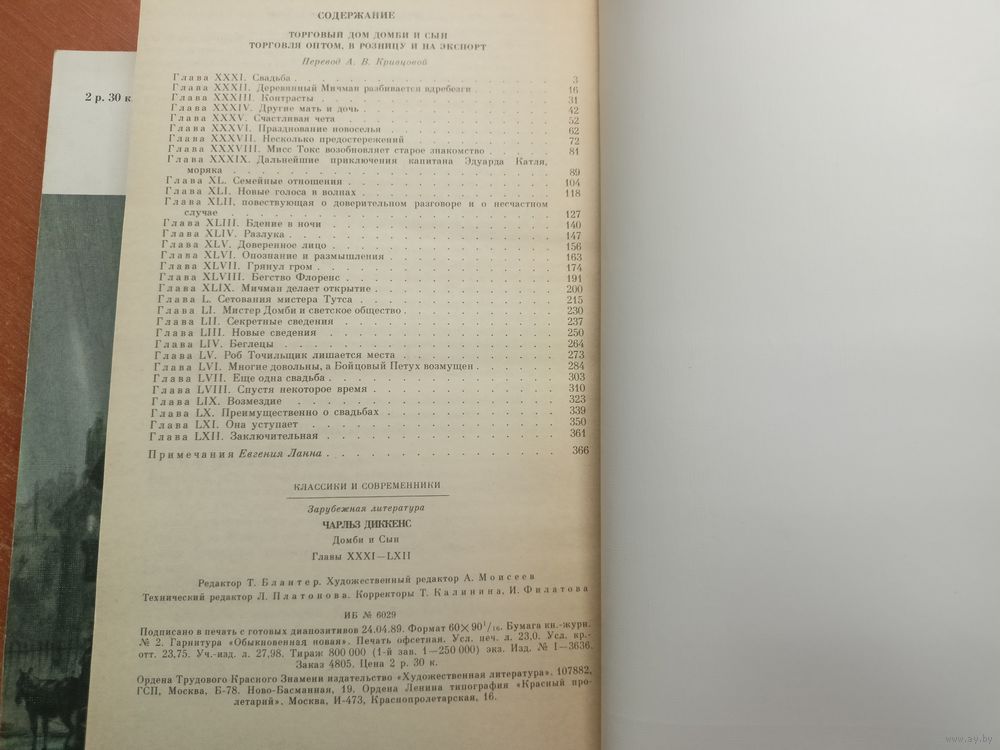 СОДЕРЖАНИЕ
ТОРГОВЫЙ ДОМ ДОМБИ И СЫН
ТОРГОВЛЯ ОПТОМ, В РОЗНИЦУ И НА ЭКСПОРТ
Перевод А. В. Кривцовой
Глава XXXI. Свадьба . . . 3
Глава XXXII. Деревянный Мичман разбивается вдребезги . . . 16
Глава XXXIII. Контрасты . . . 31
Глава XXXIV. Другие мать и дочь . . . 42
Глава XXXV. Счастливая чета . . . 52
Глава XXXVI. Празднование новоселья . . . 62
Глава XXXVII. Несколько предостережений . . . 72
Глава XXXVIII. Мисс Токс возобновляет старое знакомство . . . 81
Глава XXXIX. Дальнейшие приключения капитана Эдуарда Катля,
моряка . . . 89
Глава XL. Семейные отношения . . . 104
Глава XLI. Новые голоса в волнах . . . 118
Глава XLII, повествующая о доверительном разговоре и о несчастном
случае . . . 127
Глава XLIII. Бдение в ночи . . . 140
Глава XLIV. Разлука . . . 147
Глава XLV. Доверенное лицо . . . 156
Глава XLVI. Опознание и размышления . . . 163
Глава XLVII. Грянул гром . . . 174
Глава XLVIII. Бегство Флоренс . . . 191
Глава XLIX. Мичман делает открытие . . . 200
Глава L. Сетования мистера Тутса . . . 215
Глава LI. Мистер Домби и светское общество . . . 230
Глава LII. Секретные сведения . . . 237
Глава LIII. Новые сведения . . . 250
Глава LIV. Беглецы . . . 264
Глава LV. Роб Точильщик лишается места . . . 273
Глава LVI. Многие довольны, а Бойцовый Петух возмущен . . . 284
Глава LVII. Еще одна свадьба . . . 303
Глава LVIII. Спустя некоторое время . . . 310
Глава LIX. Возмездие . . . 323
Глава LX. Преимущественно о свадьбах . . . 339
Глава LXI. Она уступает . . . 350
Глава LXII. Заключительная . . . 361
Примечания Евгения Ланна . . . 366
КЛАССИКИ И СОВРЕМЕННИКИ
Зарубежная литература
ЧАРЛЬЗ ДИККЕНС
Домби и Сын
Главы XXXI—LXII
Редактор Т. Блантер. Художественный редактор А. Моисеев
Технический редактор Л. Платонова. Корректоры Т. Калинина, И. Филатова
ИБ № 6029
Подписано в печать с готовых диапозитивов 24.04.89. Формат 60×90¹/₁₆. Бумага кн.-журн.
№ 2. Гарнитура «Обыкновенная новая». Печать офсетная. Усл. печ. л. 23,0. Усл. кр.-
отт. 23,75. Уч.-изд. л. 27,98. Тираж 800 000 (1-й зав. 1—250 000) экз. Изд. № I—3636.
Заказ 4805. Цена 2 р. 30 к.
Ордена Трудового Красного Знамени издательство «Художественная литература». 107882,
ГСП, Москва, Б-78. Ново-Басманная, 19. Ордена Ленина типография «Красный про-
летарий». Москва, И-473, Краснопролетарская, 16.
2 р. 30 к.
www.ay.by